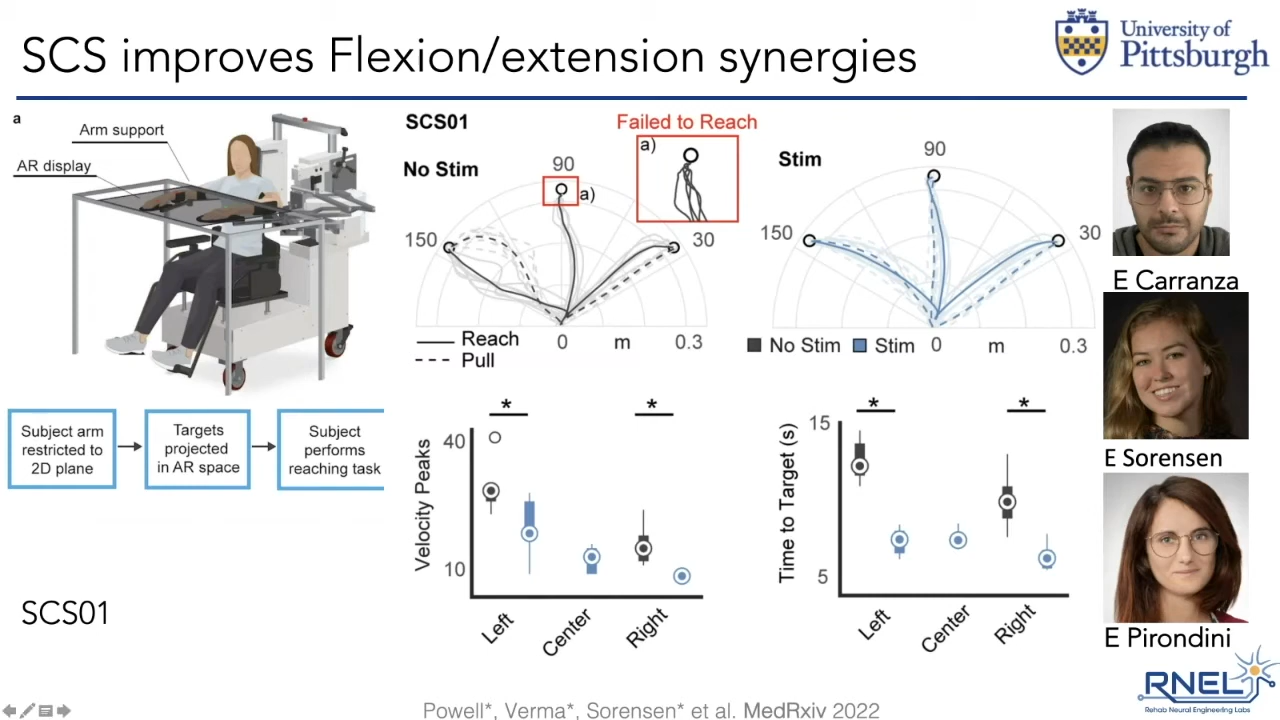 SCS improves Flexion/extension synergies
University of
Pittsburgh
a
Arm support
AR display
Subject arm
restricted to
2D plane
Targets
projected
in AR space
Subject
performs
reaching task
SCS01
SCS01
No Stim
Failed to Reach
a)
90
a)
150
30
Reach
Pull
0
m
0.3
Stim
90
150
30
No Stim
Stim
0
m
0.3
Velocity Peaks
40
10
*
*
Left
Center
Right
Time to Target (s)
15
5
*
*
Left
Center
Right
E Carranza
E Sorensen
E Pirondini
RNEL
Rehab Neural Engineering Labs
Powell*, Verma*, Sorensen* et al. MedRxiv 2022